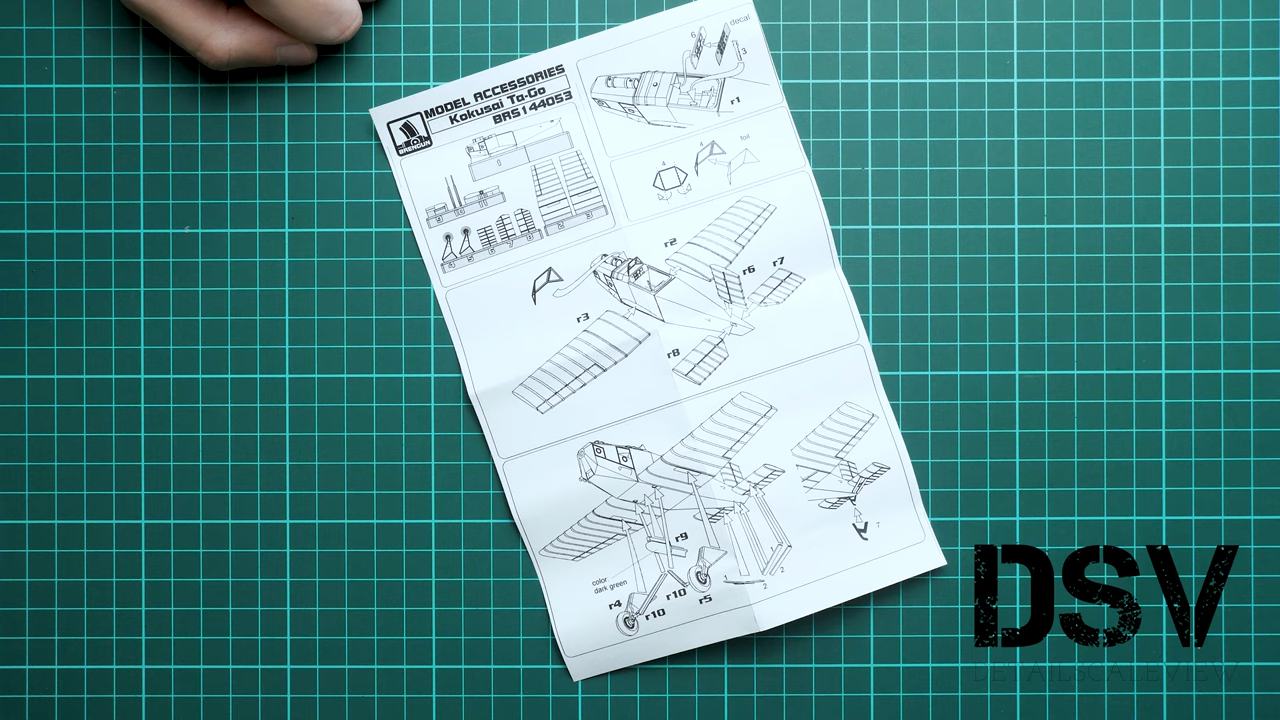 MODEL ACCESSORIES
Kokusai Ta-Go
BRS144053
BRENGUN
6
decal
3
r1
4
foil
r2
r6
r7
r3
r8
7
r9
color
dark green
r4
r10
r10
r5
1
2
2
DSV
DETAILSCALEVIEW